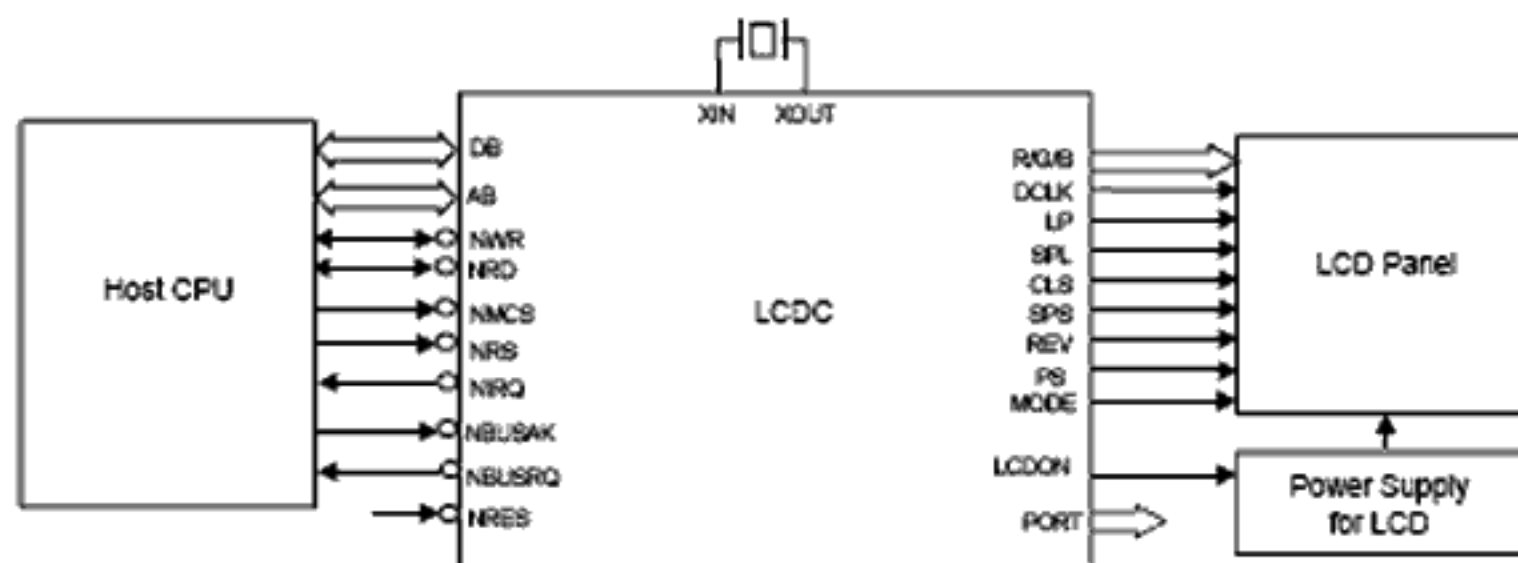 XIN XOUT
Host CPU
DB
AB
NWR
NRD
NMCS
NRS
NIRQ
NBUSAK
NBUSRQ
NRES
LCDC
R/G/B
DCLK
LP
SPL
CLS
SPS
REV
PS
MODE
LCDON
PORT
LCD Panel
Power Supply
for LCD